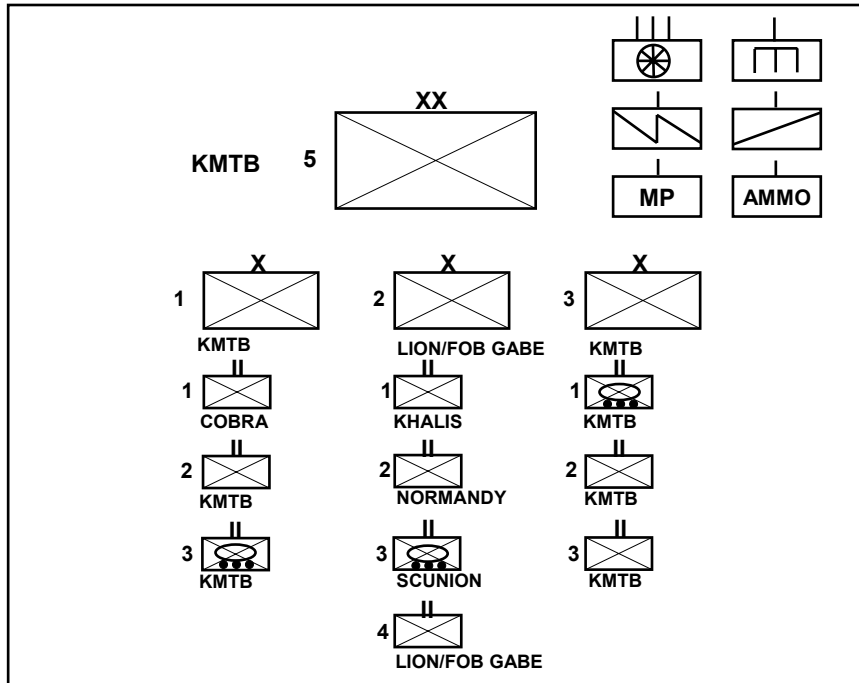 XX
KMTB 5
MP AMMO
X X X
1 2 3
KMTB LION/FOB GABE KMTB
II II II
1 1 1
COBRA KHALIS KMTB
II II II
2 2 2
KMTB NORMANDY KMTB
II II II
3 3 3
KMTB SCUNION KMTB
II
4
LION/FOB GABE